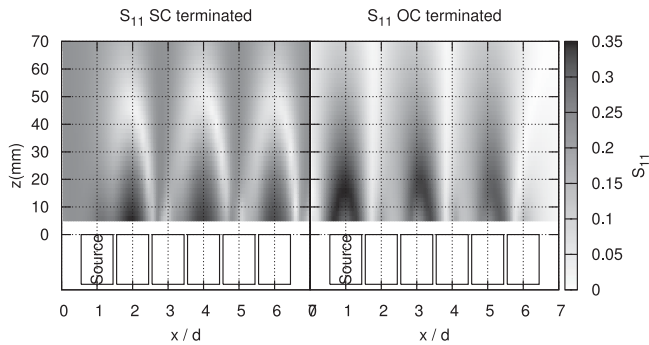 S11 SC terminated
S11 OC terminated
70
60
50
40
30
20
10
0
z(mm)
Source
Source
0 1 2 3 4 5 6 7
0 1 2 3 4 5 6 7
x / d
x / d
0.35
0.3
0.25
0.2
0.15
0.1
0.05
0
S11